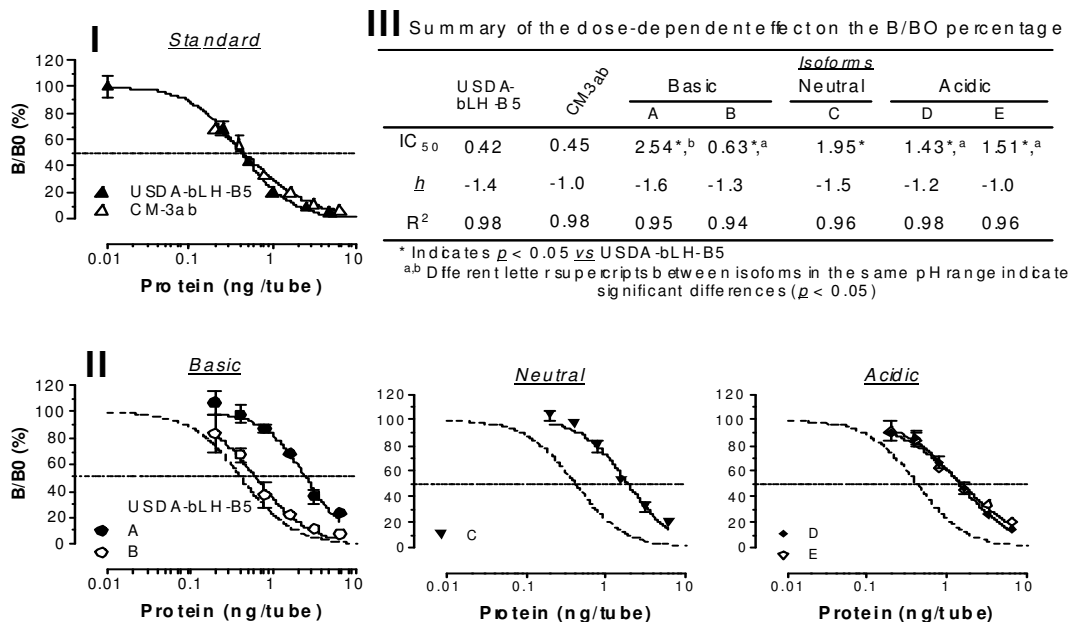 I
Standard
120
100
80
60
40
20
0
B/B0 (%)
USDA-bLH-B5
CM-3ab
0.01 0.1 1 10
Protein (ng/tube)
III Summary of the dose-dependent effect on the B/BO percentage
Isoforms
USDA-bLH-B5 CM-3ab Basic Neutral Acidic
A B C D E
IC50 0.42 0.45 2.54*,b 0.63*,a 1.95* 1.43*,a 1.51*,a
h -1.4 -1.0 -1.6 -1.3 -1.5 -1.2 -1.0
R2 0.98 0.98 0.95 0.94 0.96 0.98 0.96
* Indicates p < 0.05 vs USDA-bLH-B5
a,b Different letter supercripts between isofoms in the same pH range indicate
significant differences (p < 0.05)
II
Basic
120
100
80
60
40
20
0
B/B0 (%)
USDA-bLH-B5
A
B
0.01 0.1 1 10
Protein (ng/tube)
Neutral
120
100
80
60
40
20
0
C
0.01 0.1 1 10
Protein (ng/tube)
Acidic
120
100
80
60
40
20
0
D
E
0.01 0.1 1 10
Protein (ng/tube)